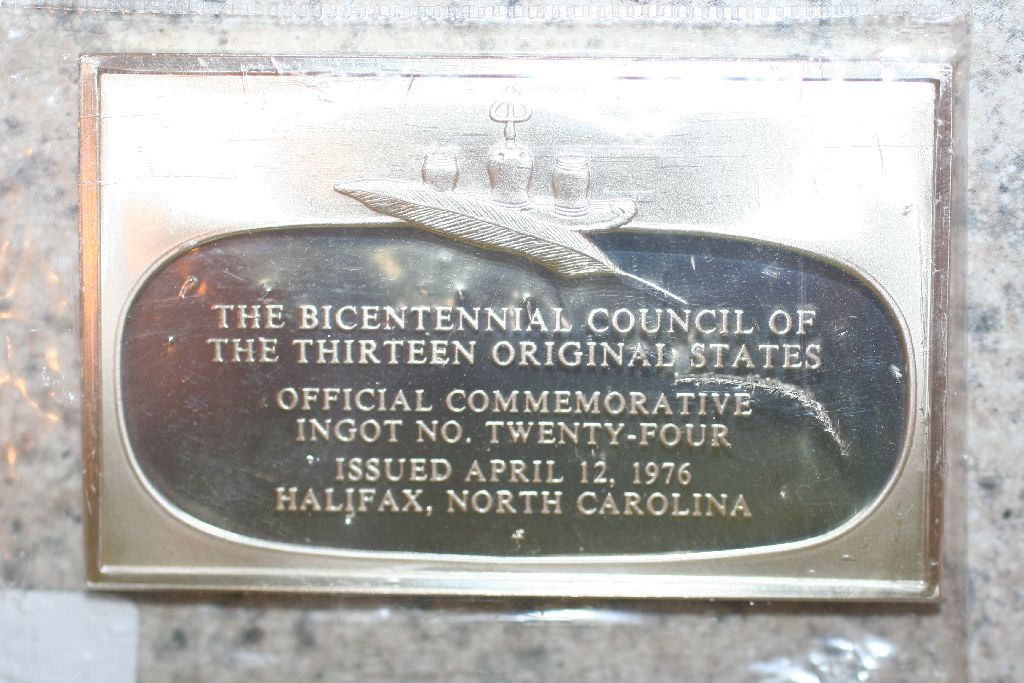 THE BICENTENNIAL COUNCIL OF
THE THIRTEEN ORIGINAL STATES
OFFICIAL COMMEMORATIVE
INGOT NO. TWENTY-FOUR
ISSUED APRIL 12, 1976
HALIFAX, NORTH CAROLINA